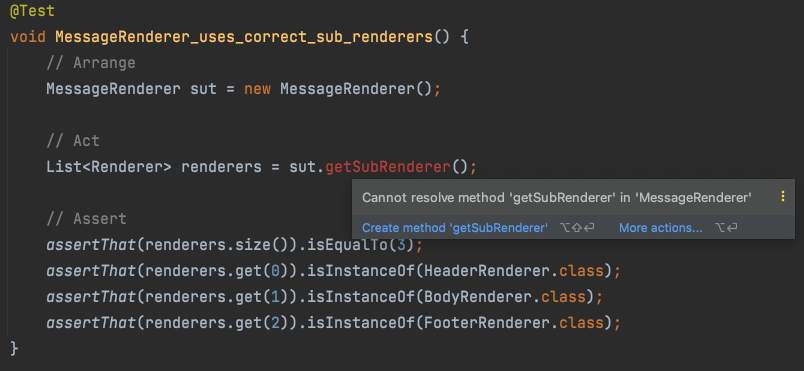 @Test
void MessageRenderer_uses_correct_sub_renderers() {
// Arrange
MessageRenderer sut = new MessageRenderer();
// Act
List<Renderer> renderers = sut.getSubRenderer();
Cannot resolve method 'getSubRenderer' in 'MessageRenderer'
Create method 'getSubRenderer' ⌥⇧⏎ More actions... ⌥⏎
// Assert
assertThat(renderers.size()).isEqualTo(3);
assertThat(renderers.get(0)).isInstanceOf(HeaderRenderer.class);
assertThat(renderers.get(1)).isInstanceOf(BodyRenderer.class);
assertThat(renderers.get(2)).isInstanceOf(FooterRenderer.class);
}